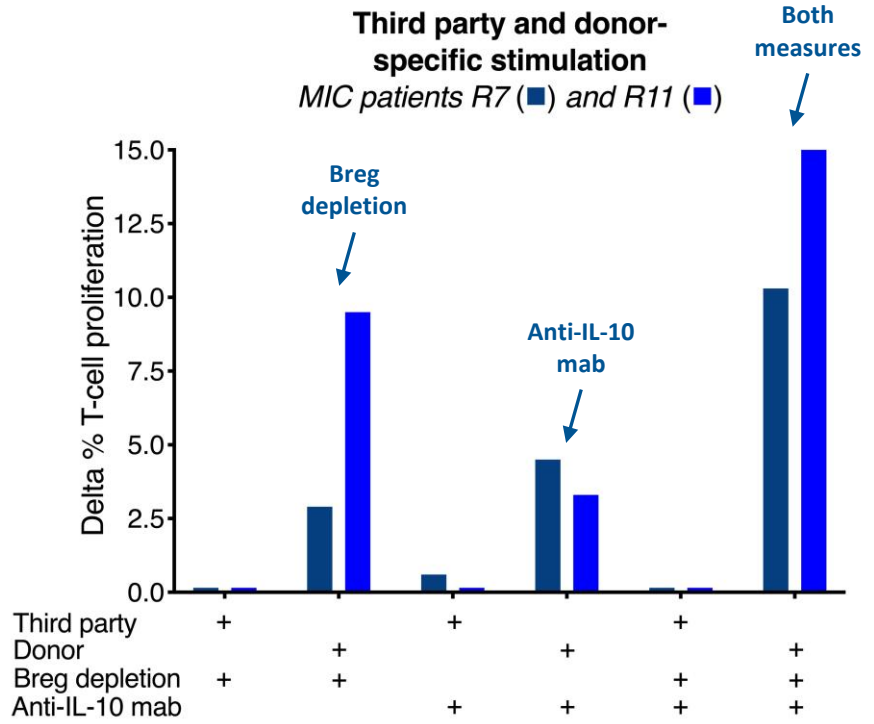 Third party and donor-
specific stimulation
MIC patients R7 (■) and R11 (■)
Both
measures
Breg
depletion
Anti-IL-10
mab
Delta % T-cell proliferation
15.0
12.5
10.0
7.5
5.0
2.5
0.0
Third party + + +
Donor + + +
Breg depletion + + + +
Anti-IL-10 mab + + + +